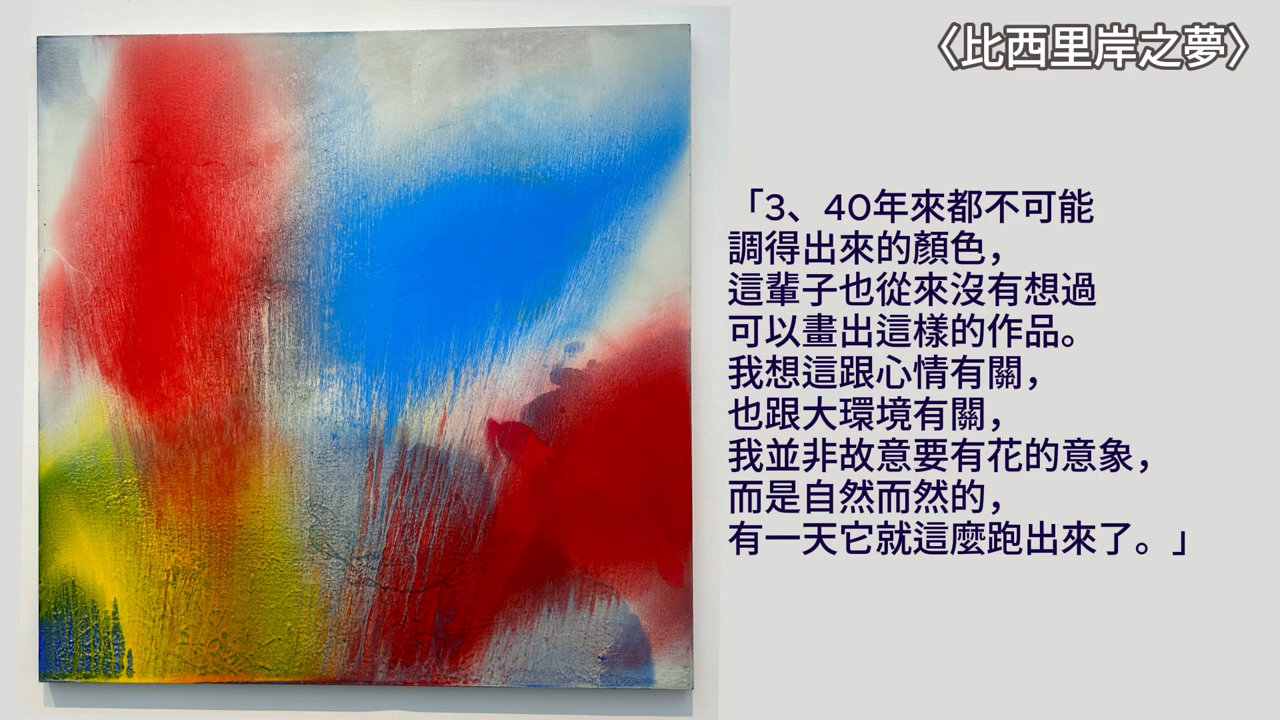 〈比西里岸之夢〉
「3、40年來都不可能
調得出來的顏色，
這輩子也從來沒有想過
可以畫出這樣的作品。
我想這跟心情有關，
也跟大環境有關，
我並非故意要有花的意象，
而是自然而然的，
有一天它就這麼跑出來了。」